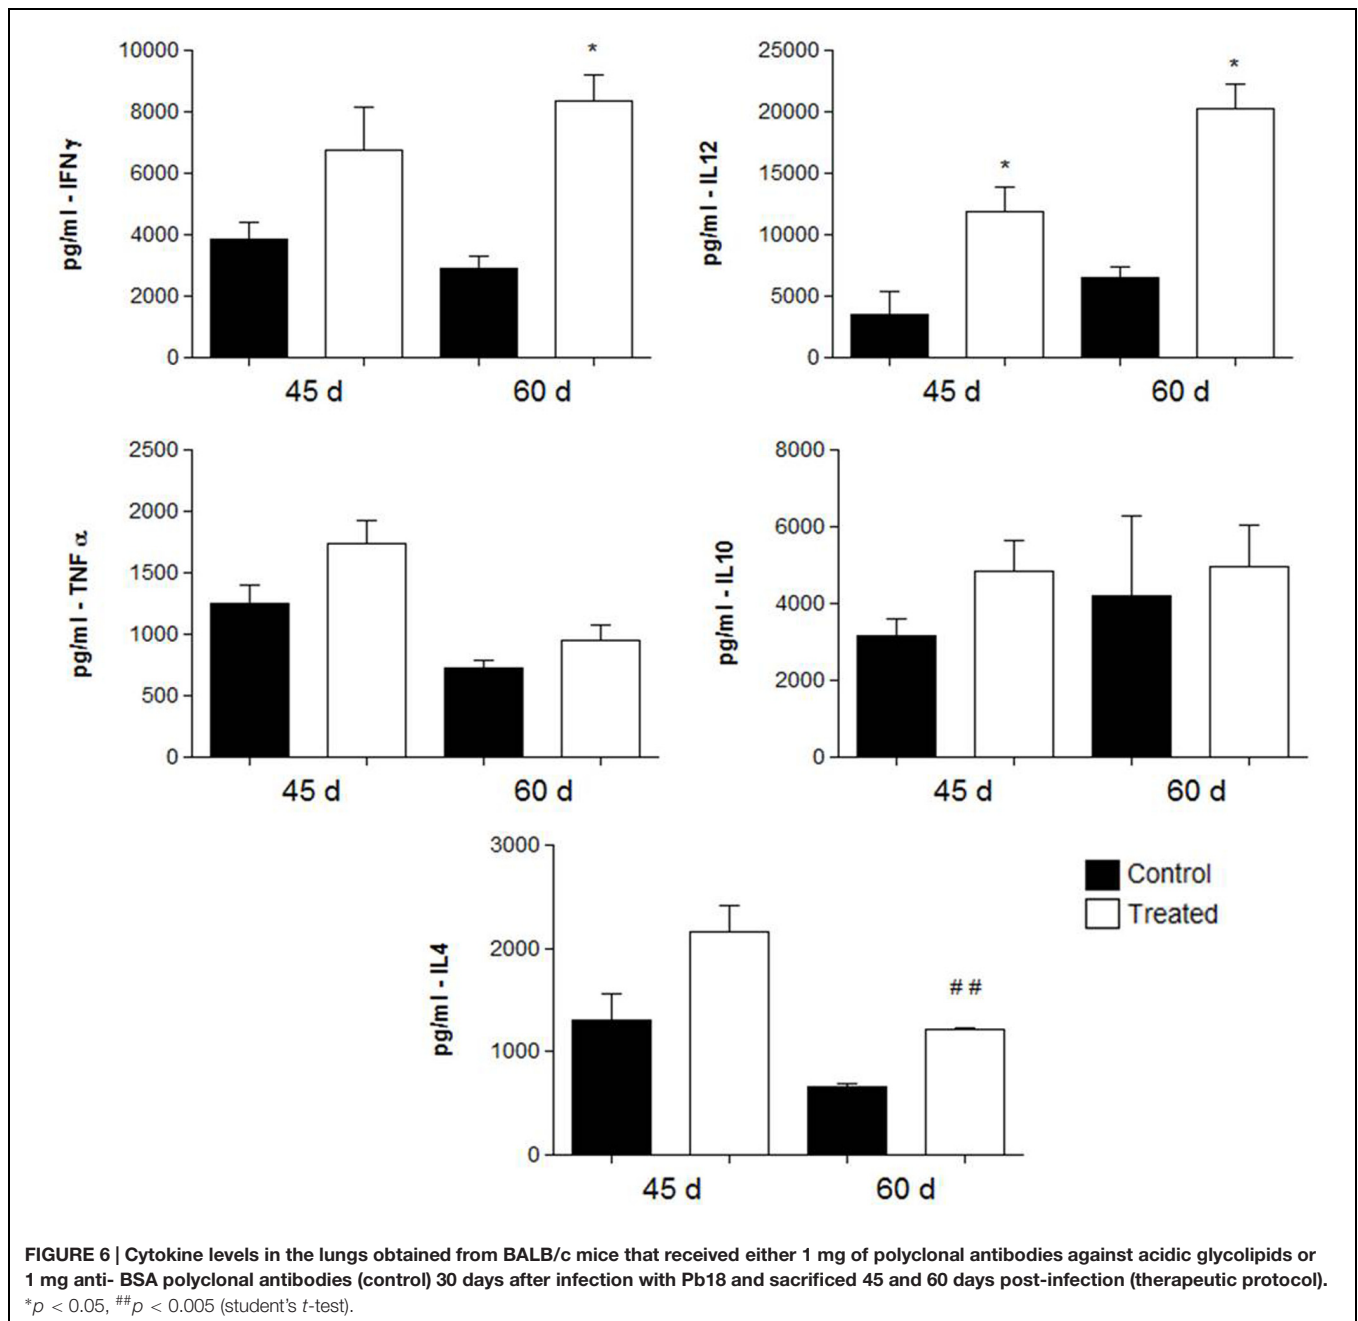 10000
8000
6000
4000
2000
0
pg/ml - IFNγ
*
45 d
60 d
25000
20000
15000
10000
5000
0
pg/ml - IL12
*
*
45 d
60 d
2500
2000
1500
1000
500
0
pg/ml - TNF α
45 d
60 d
8000
6000
4000
2000
0
pg/ml - IL10
45 d
60 d
3000
2000
1000
0
pg/ml - IL4
# #
45 d
60 d
Control
Treated
FIGURE 6 | Cytokine levels in the lungs obtained from BALB/c mice that received either 1 mg of polyclonal antibodies against acidic glycolipids or
1 mg anti- BSA polyclonal antibodies (control) 30 days after infection with Pb18 and sacrificed 45 and 60 days post-infection (therapeutic protocol).
*p < 0.05, ##p < 0.005 (student's t-test).